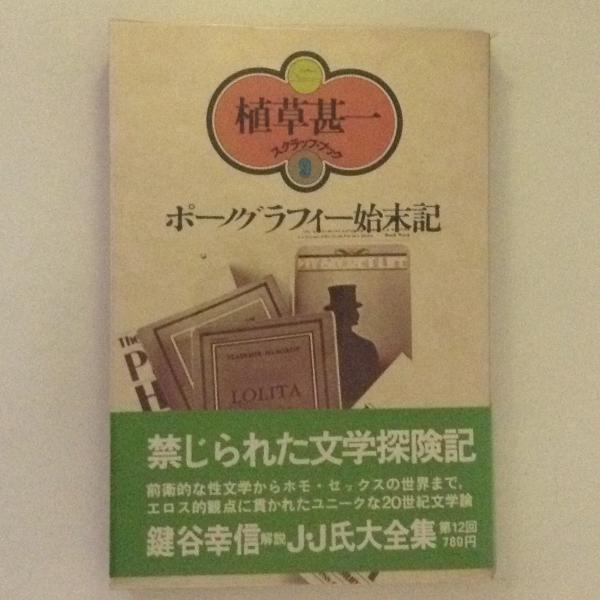 植草甚一
スクラップ・ブック
9
ポーノグラフィー始末記
The
P
H
VLADIMIR NABOKOV
LOLITA
禁じられた文学探険記
前衛的な性文学からホモ・セックスの世界まで、
エロス的観点に貫かれたユニークな20世紀文学論
鍵谷幸信解説J・J氏大全集第12回
780円